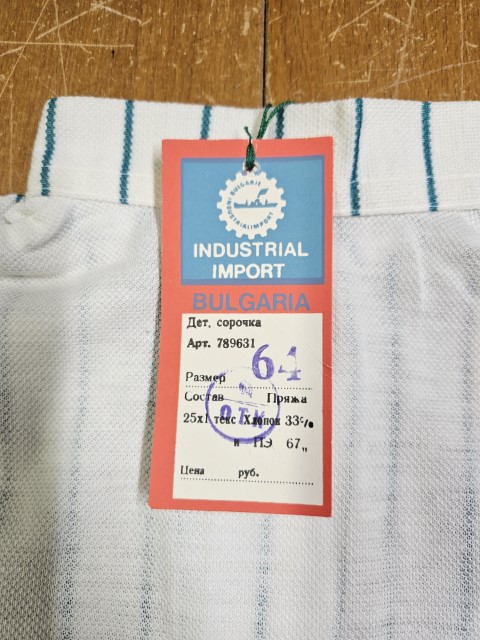 BULGARIE
INDUSTRIALIMPORT
INDUSTRIAL
IMPORT
BULGARIA
Дет. сорочка
Арт. 789631
Размер 64
Состав Пряжа
25х1 текс Хлопок 33%
и ПЭ 67„
ОТК
Цена руб.